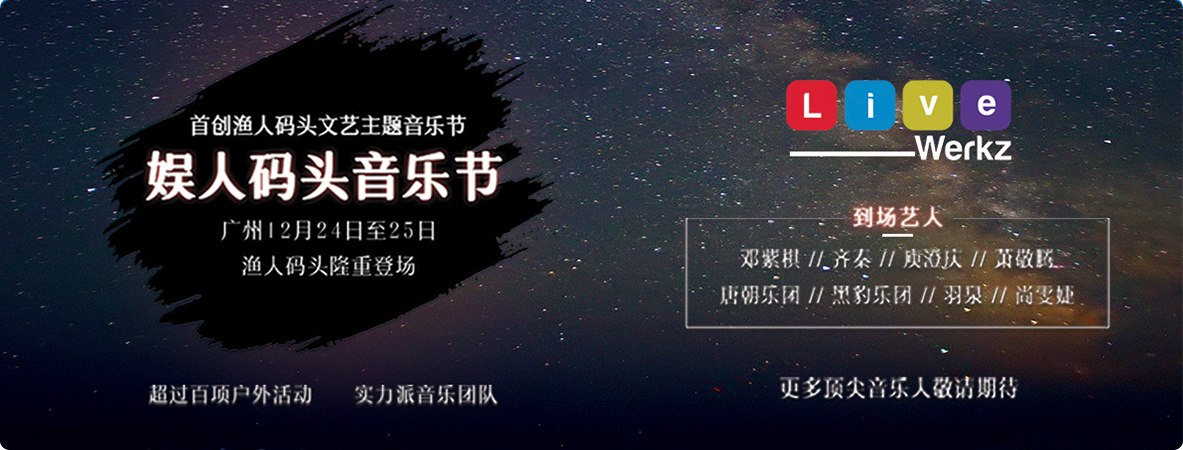 首创渔人码头文艺主题音乐节
娱人码头音乐节
广州12月24日至25日
渔人码头隆重登场
超过百项户外活动 实力派音乐团队
Live
Werkz
到场艺人
邓紫棋 // 齐秦 // 庾澄庆 // 萧敬腾
唐朝乐团 // 黑豹乐团 // 羽泉 // 尚雯婕
更多顶尖音乐人敬请期待